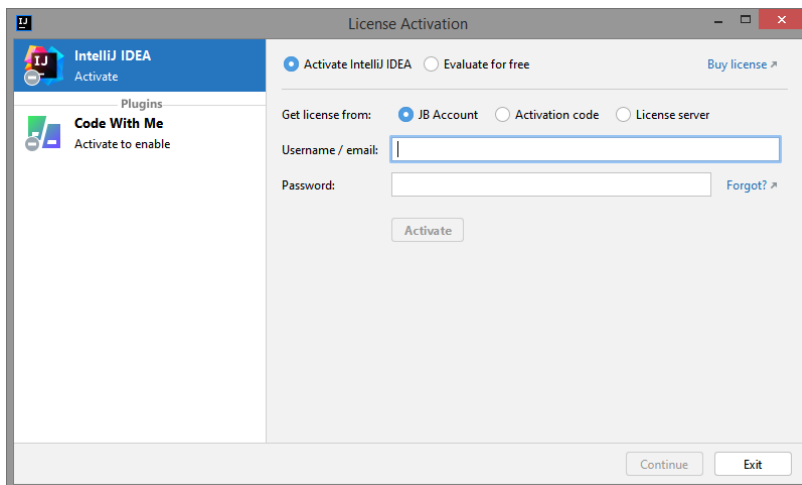 IJ
License Activation
IJ
IntelliJ IDEA
Activate
Plugins
Code With Me
Activate to enable
Activate IntelliJ IDEA Evaluate for free Buy license ↗
Get license from: JB Account Activation code License server
Username / email:
Password: Forgot? ↗
Activate
Continue Exit